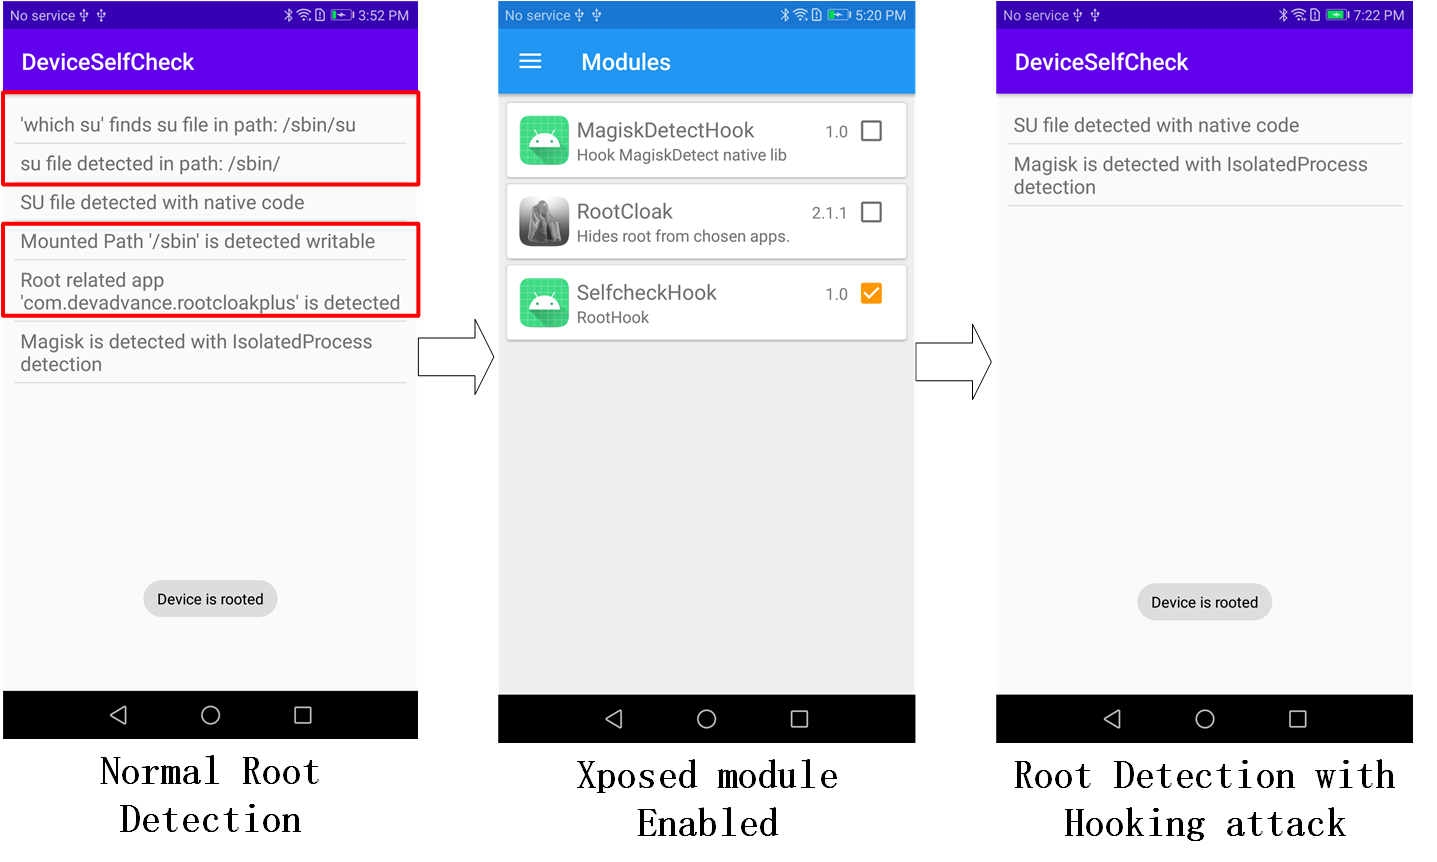 No service
3:52 PM
DeviceSelfCheck
'which su' finds su file in path: /sbin/su
su file detected in path: /sbin/
SU file detected with native code
Mounted Path '/sbin' is detected writable
Root related app
'com.devadvance.rootcloakplus' is detected
Magisk is detected with IsolatedProcess
detection
Device is rooted
Normal Root
Detection
No service
5:20 PM
Modules
MagiskDetectHook
1.0
Hook MagiskDetect native lib
RootCloak
2.1.1
Hides root from chosen apps.
SelfcheckHook
1.0
RootHook
Xposed module
Enabled
No service
7:22 PM
DeviceSelfCheck
SU file detected with native code
Magisk is detected with IsolatedProcess
detection
Device is rooted
Root Detection with
Hooking attack